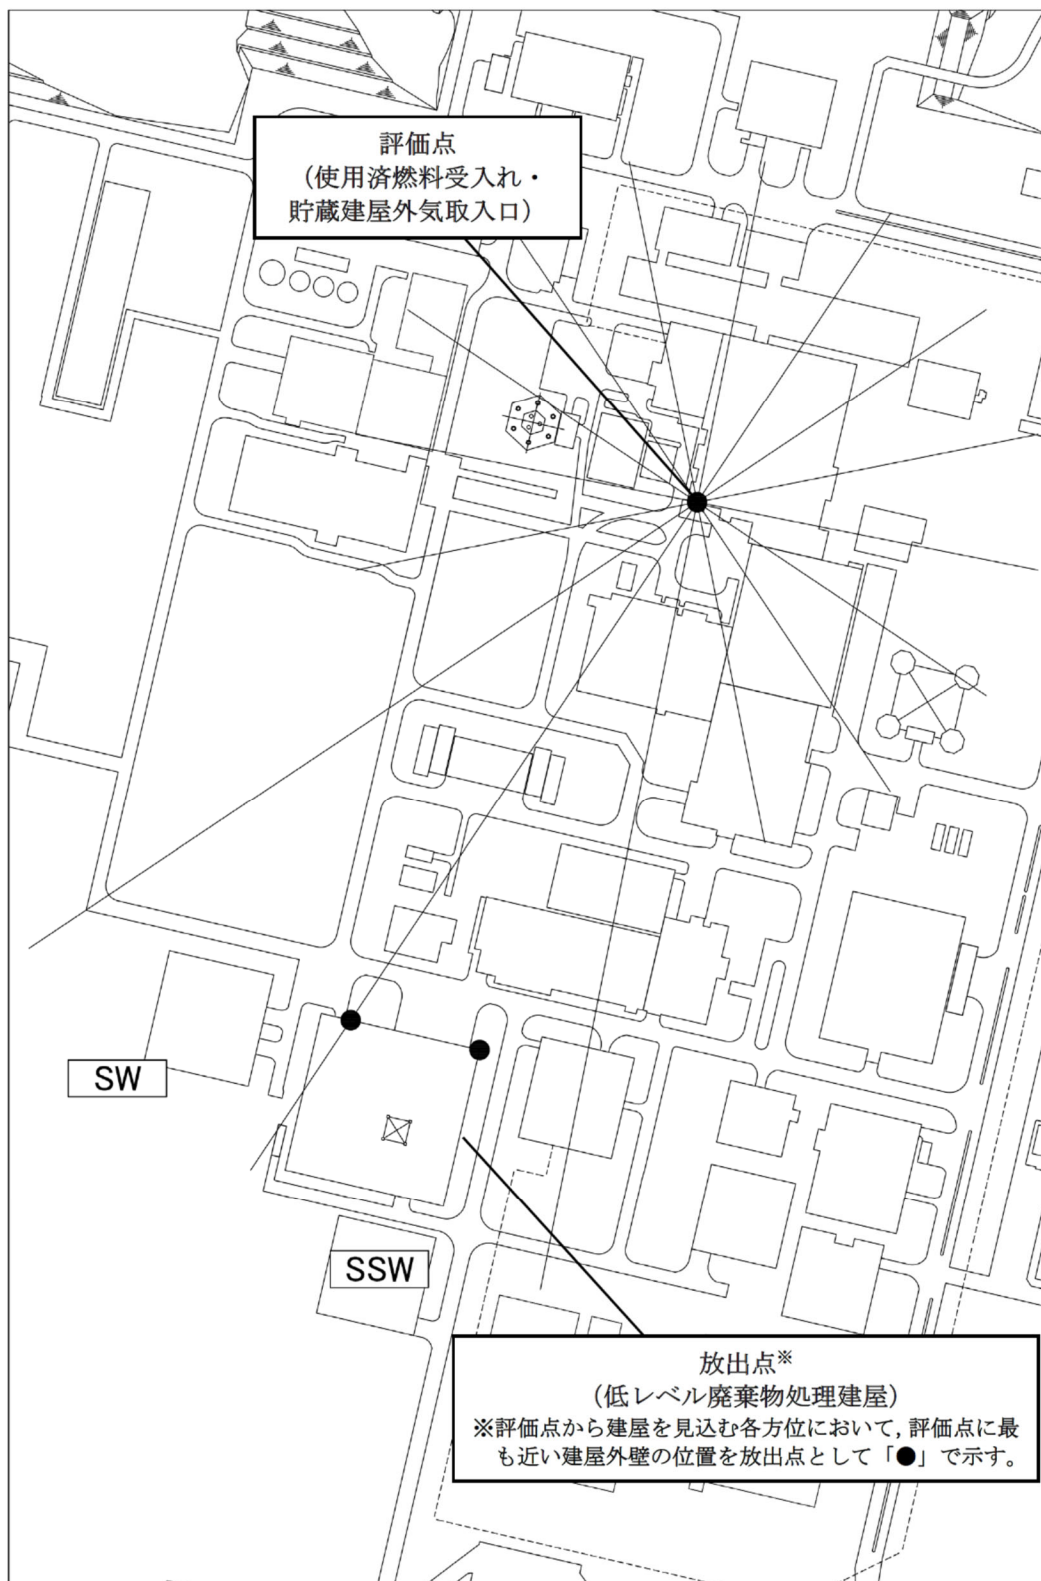 評価点
（使用済燃料受入れ・
貯蔵建屋外気取入口）
SW
SSW
放出点※
（低レベル廃棄物処理建屋）
※評価点から建屋を見込む各方位において，評価点に最
も近い建屋外壁の位置を放出点として「●」で示す。